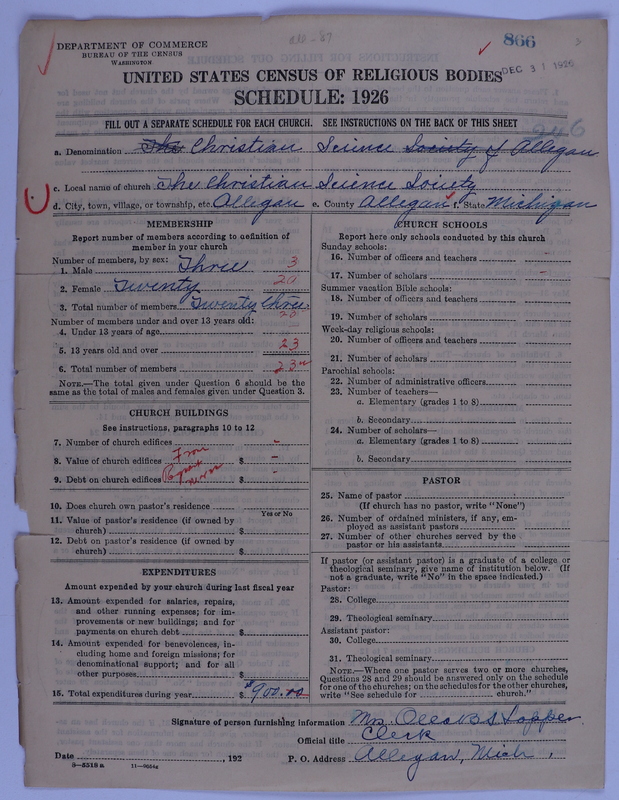 DEPARTMENT OF COMMERCE
BUREAU OF THE CENSUS
WASHINGTON
866
DEC 31 1926
UNITED STATES CENSUS OF RELIGIOUS BODIES
SCHEDULE: 1926
FILL OUT A SEPARATE SCHEDULE FOR EACH CHURCH. SEE INSTRUCTIONS ON THE BACK OF THIS SHEET
a. Denomination The Christian Science Society of Allegan
c. Local name of church The Christian Science Society
d. City, town, village, or township, etc. Allegan e. County Allegan f. State Michigan
MEMBERSHIP
Report number of members according to definition of
member in your church
Number of members, by sex:
1. Male Three 3
2. Female Twenty 20
3. Total number of members Twenty three
Number of members under and over 13 years old:
4. Under 13 years of age
5. 13 years old and over 23
6. Total number of members 23
NOTE.—The total given under Question 6 should be the
same as the total of males and females given under Question 3.
CHURCH BUILDINGS
See instructions, paragraphs 10 to 12
7. Number of church edifices -
8. Value of church edifices $ -
9. Debt on church edifices $ -
10. Does church own pastor's residence
Yes or No
11. Value of pastor's residence (if owned by
church) $
12. Debt on pastor's residence (if owned by
church) $
EXPENDITURES
Amount expended by your church during last fiscal year
13. Amount expended for salaries, repairs,
and other running expense; for im-
provements or new buildings; and for
payments on church debt $
14. Amount expended for benevolences, in-
cluding home and foreign missions; for
denominational support; and for all
other purposes $
15. Total expenditures during year $ $900.00
CHURCH SCHOOLS
Report here only schools conducted by this church
Sunday schools:
16. Number of officers and teachers -
17. Number of scholars -
Summer vacation Bible schools:
18. Number of officers and teachers
19. Number of scholars
Week-day religious schools:
20. Number of officers and teachers
21. Number of scholars
Parochial schools:
22. Number of administrative officers
23. Number of teachers—
a. Elementary (grades 1 to 8)
b. Secondary
24. Number of scholars—
a. Elementary (grades 1 to 8)
b. Secondary
PASTOR
25. Name of pastor
(If church has no pastor, write "None")
26. Number of ordained ministers, if any, em-
ployed as assistant pastors
27. Number of other churches served by the
pastor or his assistants
If pastor (or assistant pastor) is a graduate of a college or
theological seminary, give name of institution below. (If
not a graduate, write "No" in the space indicated.)
Pastor:
28. College
29. Theological seminary
Assistant pastor:
30. College
31. Theological seminary
NOTE.—Where one pastor serves two or more churches,
Questions 28 and 29 should be answered only on the schedule
for one of the churches; on the schedules for the other churches,
write "See schedule for church."
Signature of person furnishing information Mrs.
Official title Clerk
Date , 192 P. O. Address Allegan, Mich.